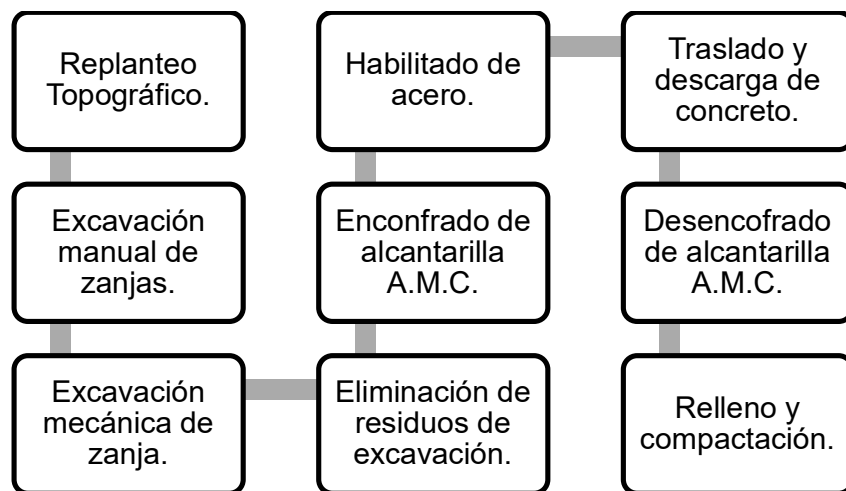 Replanteo
Topográfico.
Excavación
manual de
zanjas.
Excavación
mecánica de
zanja.
Eliminación de
residuos de
excavación.
Enconfrado de
alcantarilla
A.M.C.
Habilitado de
acero.
Traslado y
descarga de
concreto.
Desencofrado
de alcantarilla
A.M.C.
Relleno y
compactación.